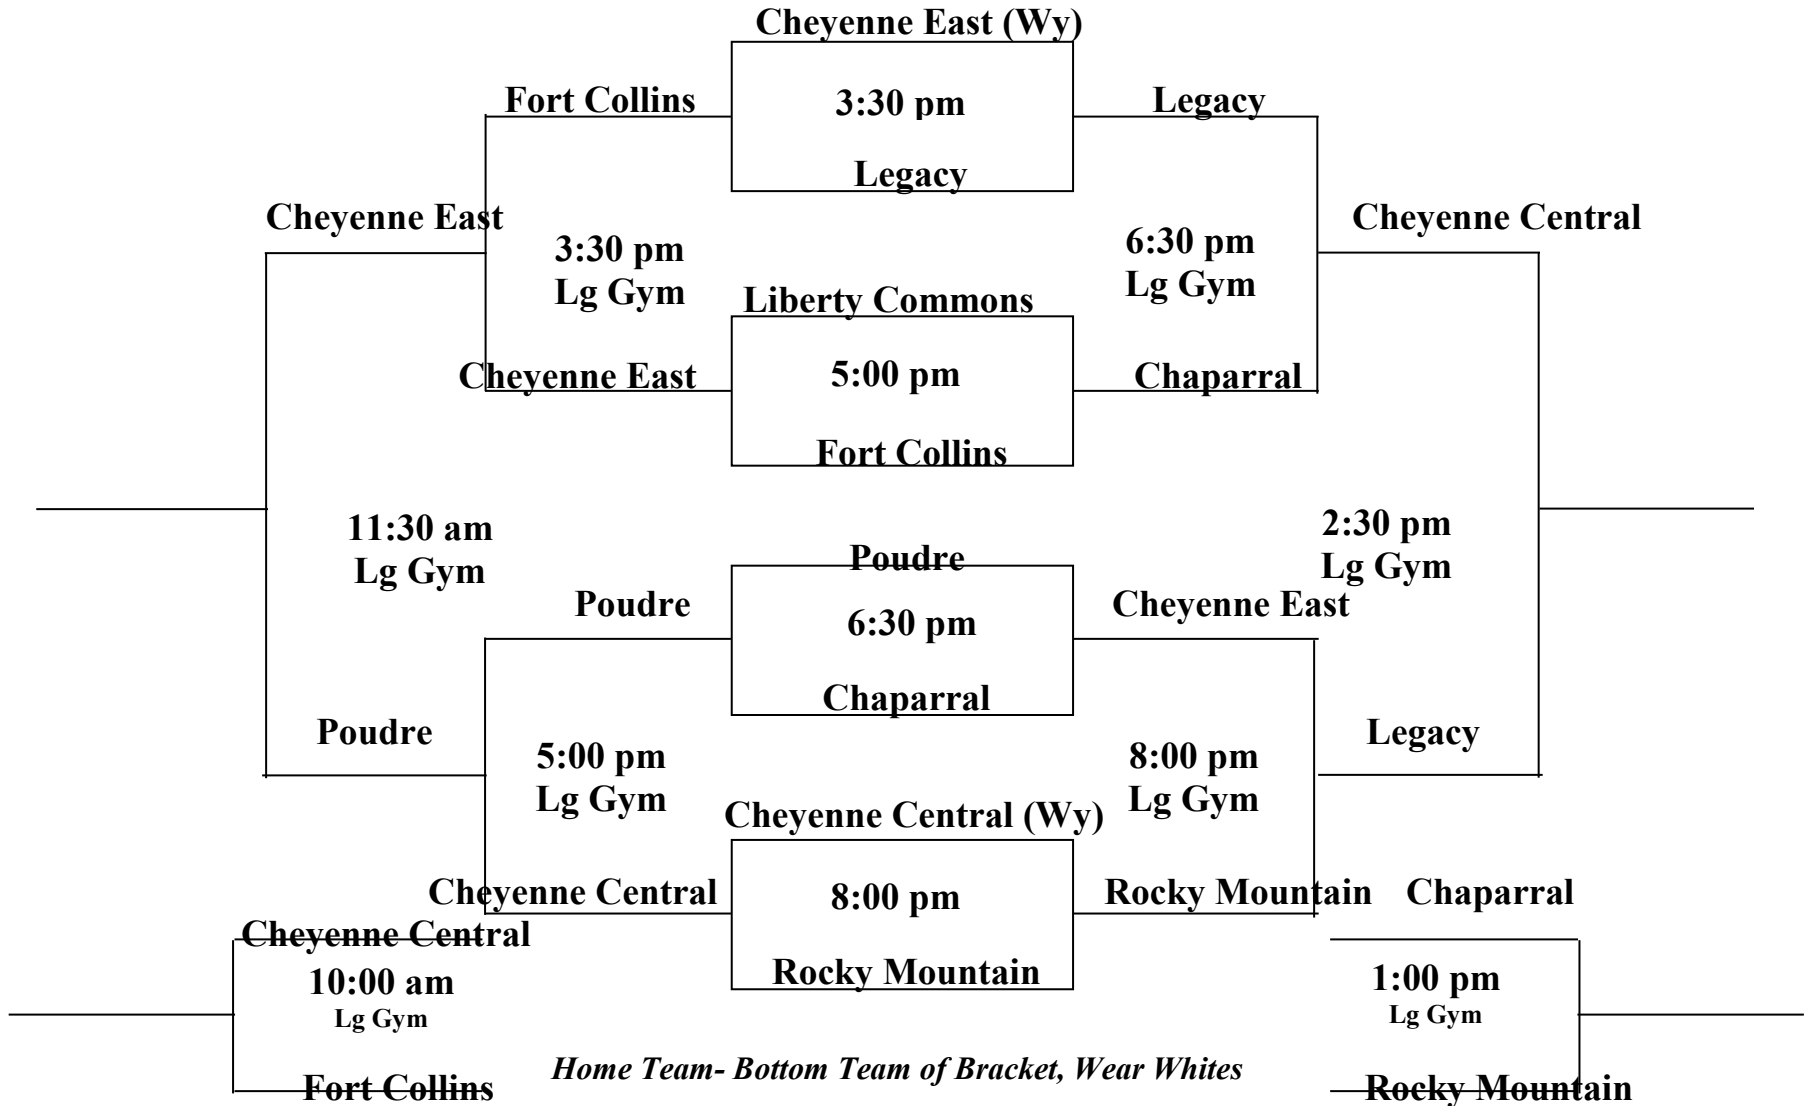 Cheyenne East (Wy)
Fort Collins
3:30 pm
Legacy
Legacy
Cheyenne East
3:30 pm
Lg Gym
6:30 pm
Lg Gym
Cheyenne Central
Liberty Commons
Cheyenne East
5:00 pm
Chaparral
Fort Collins
11:30 am
Lg Gym
2:30 pm
Lg Gym
Poudre
Poudre
6:30 pm
Cheyenne East
Chaparral
Poudre
5:00 pm
Lg Gym
8:00 pm
Lg Gym
Legacy
Cheyenne Central (Wy)
Cheyenne Central
8:00 pm
Rocky Mountain
Chaparral
Cheyenne Central
10:00 am
Lg Gym
Rocky Mountain
1:00 pm
Lg Gym
Home Team- Bottom Team of Bracket, Wear Whites
Fort Collins
Rocky Mountain